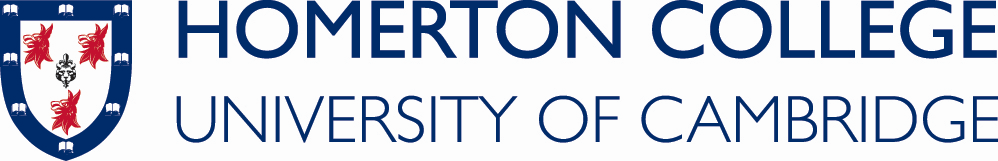 HOMERTON COLLEGE
UNIVERSITY OF CAMBRIDGE